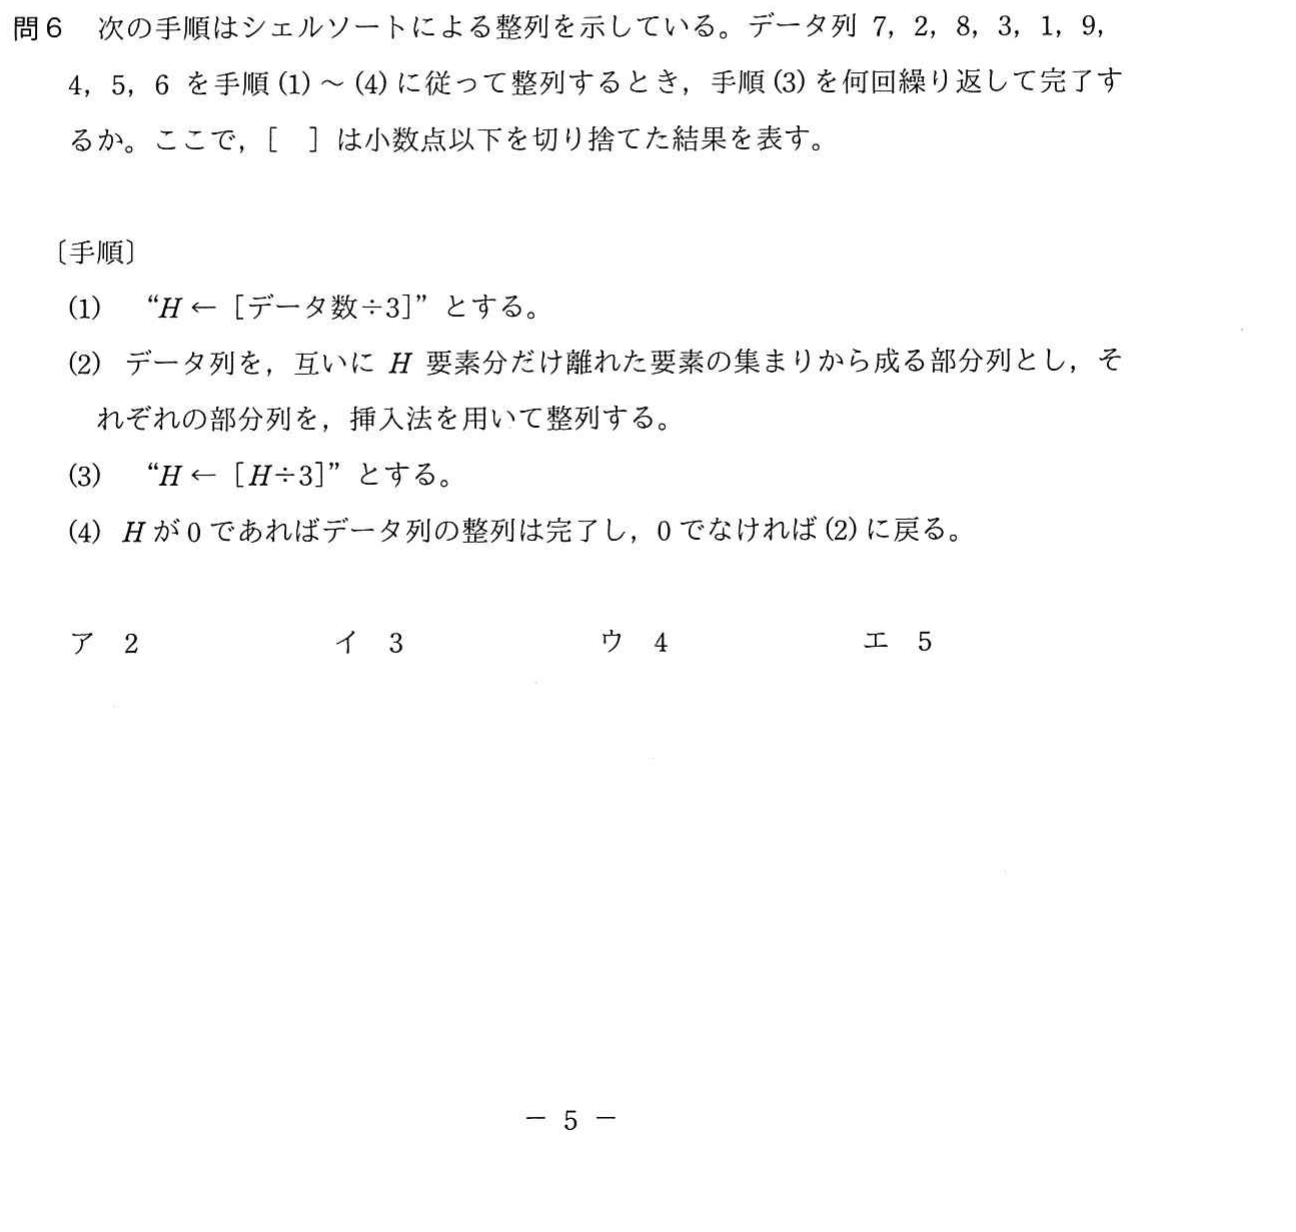 問6 次の手順はシェルソートによる整列を示している。データ列 7，2，8，3，1，9，
4，5，6 を手順(1)～(4)に従って整列するとき，手順(3)を何回繰り返して完了す
るか。ここで，[ ] は小数点以下を切り捨てた結果を表す。
〔手順〕
(1) “H ← [データ数÷3]” とする。
(2) データ列を，互いに H 要素分だけ離れた要素の集まりから成る部分列とし，そ
れぞれの部分列を，挿入法を用いて整列する。
(3) “H ← [H÷3]” とする。
(4) H が 0 であればデータ列の整列は完了し，0 でなければ(2)に戻る。
ア 2 イ 3 ウ 4 エ 5
－ 5 －